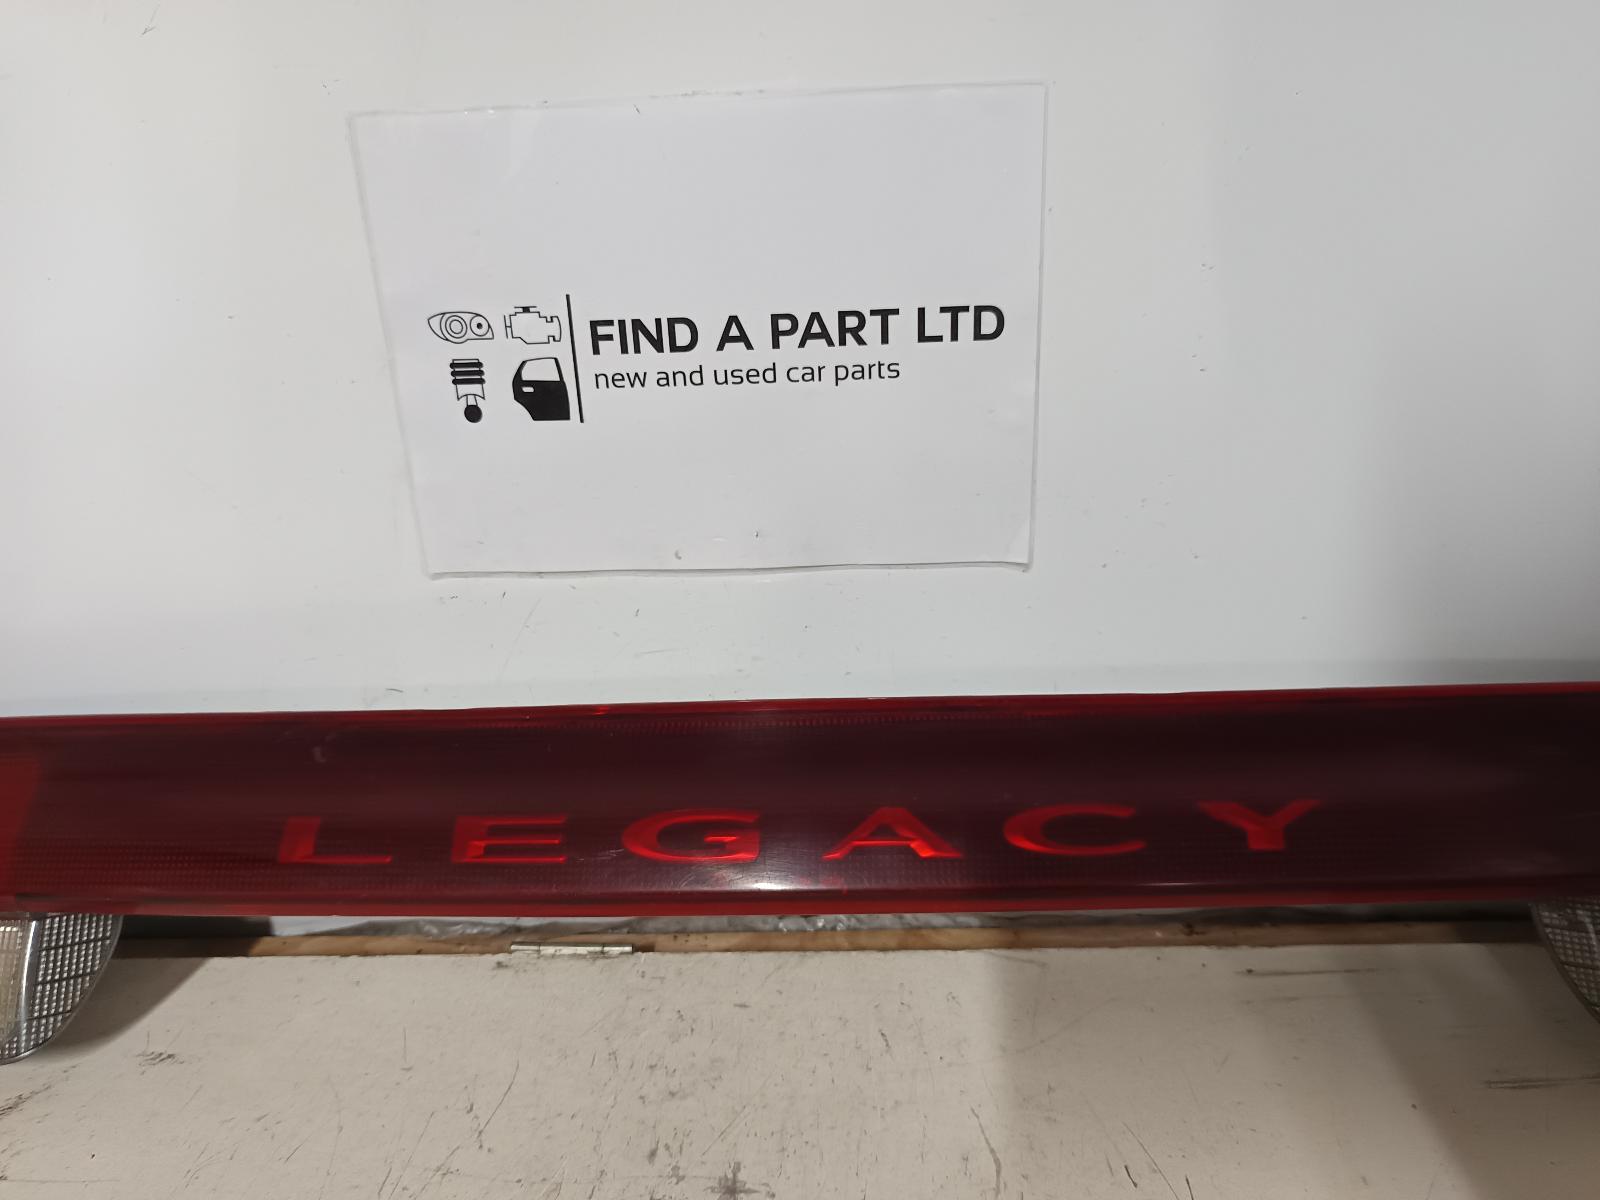 FIND A PART LTD
new and used car parts
LEGACY